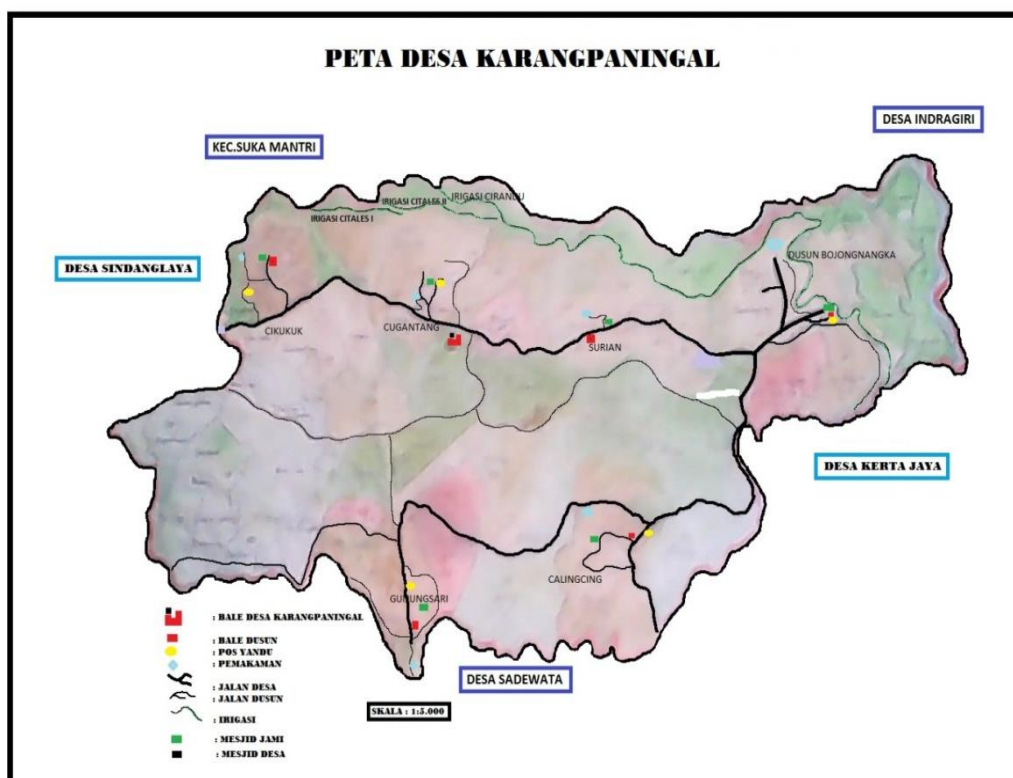 PETA DESA KARANGPANINGAL
DESA INDRAGIRI
KEC.SUKA MANTRI
IRIGASI CITALES I
IRIGASI CITALES II
IRIGASI CIRANDU
DESA SINDANGLAYA
DUSUN BOJONGNANGKA
CIKUKUK
CUGANTANG
SURIAN
DESA KERTA JAYA
CALINGCING
GUNUNGSARI
DESA SADEWATA
: BALE DESA KARANGPANINGAL
: BALE DUSUN
: POS YANDU
: PEMAKAMAN
: JALAN DESA
: JALAN DUSUN
: IRIGASI
: MESJID JAMI
: MESJID DESA
SKALA : 1:5.000